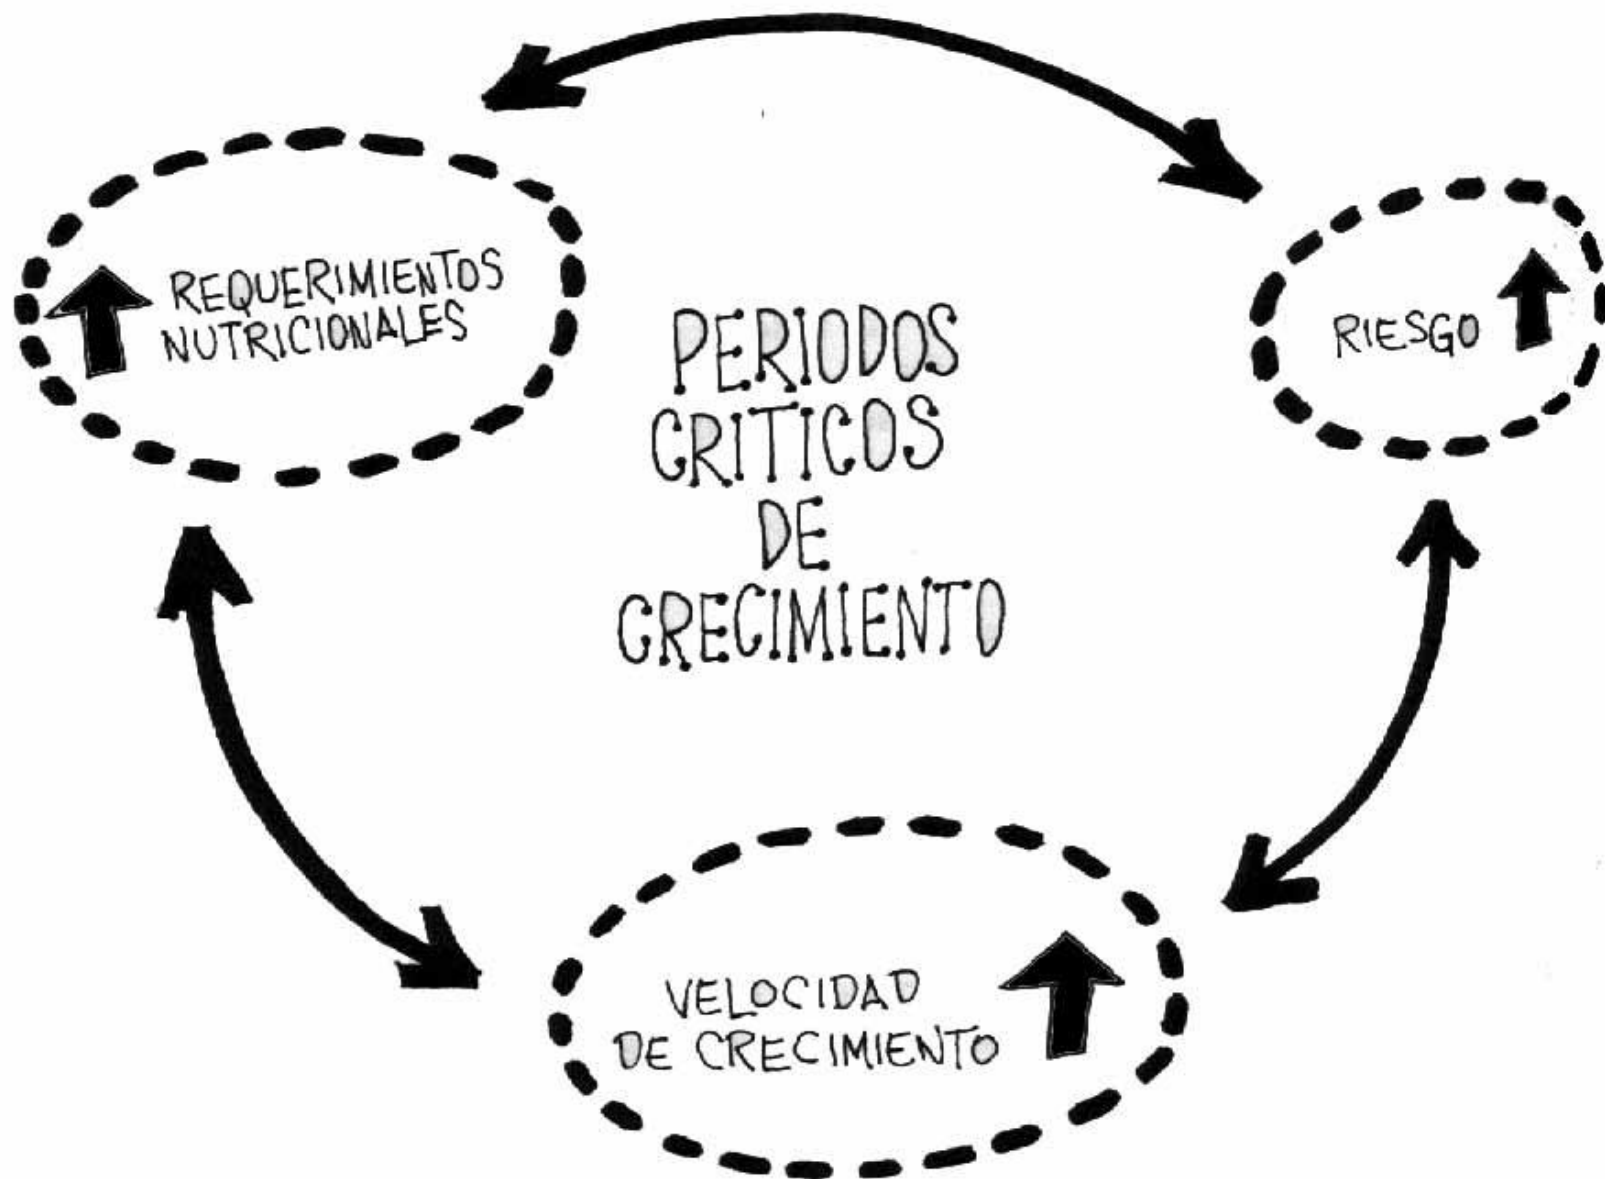 REQUERIMIENTOS
NUTRICIONALES
RIESGO
PERIODOS
CRITICOS
DE
CRECIMIENTO
VELOCIDAD
DE CRECIMIENTO